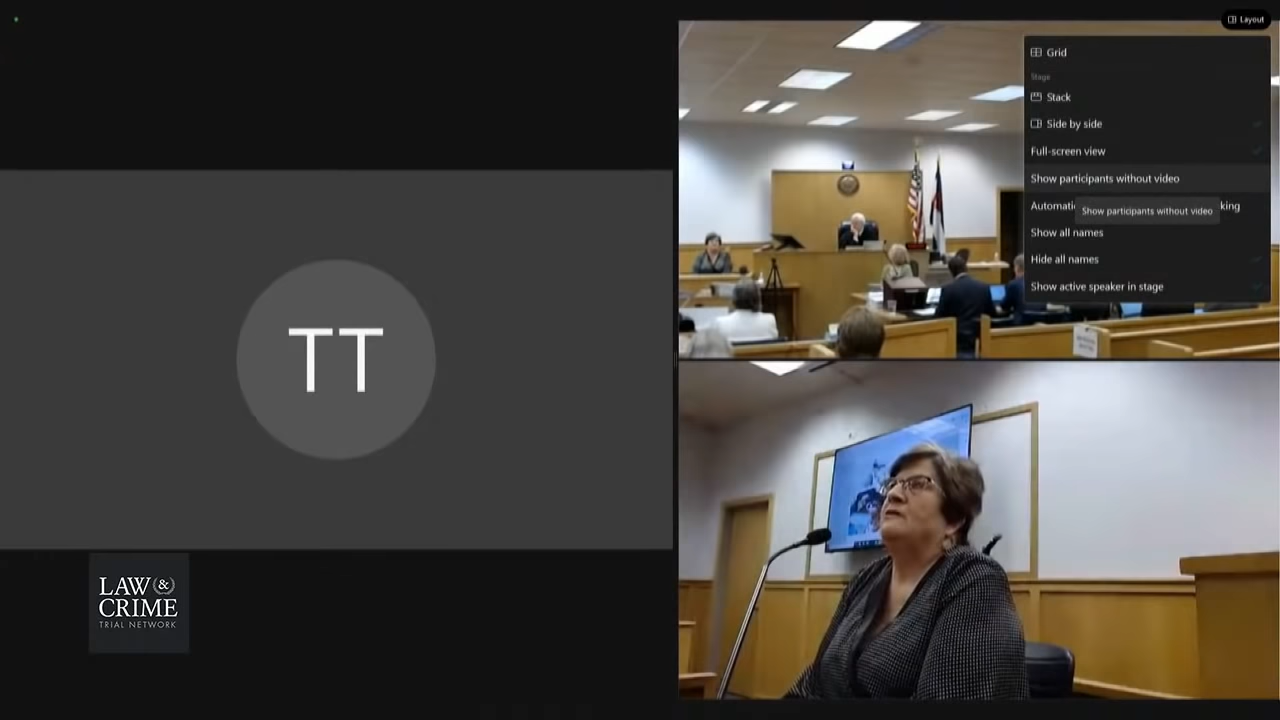 Layout
Grid
Stage
Stack
Side by side
Full-screen view
Show participants without video
Automati
king
Show participants without video
Show all names
Hide all names
Show active speaker in stage
TT
LAW &
CRIME
TRIAL NETWORK